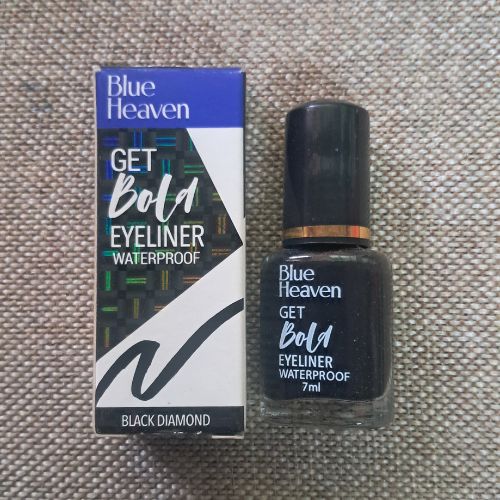 Blue
Heaven
GET
Bold
EYELINER
WATERPROOF
BLACK DIAMOND
Blue
Heaven
GET
Bold
EYELINER
WATERPROOF
7ml